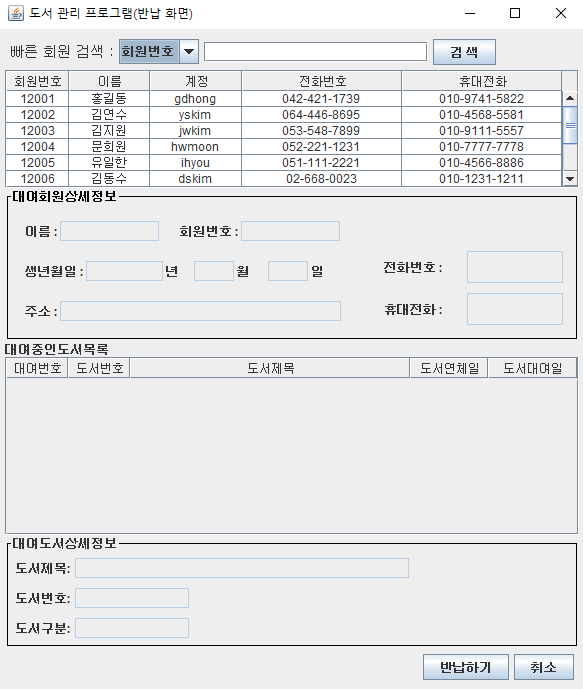 도서 관리 프로그램(반납 화면)
빠른 회원 검색 : 회원번호 검 색
회원번호 이름 계정 전화번호 휴대전화
12001 홍길동 gdhong 042-421-1739 010-9741-5822
12002 김연수 yskim 064-446-8695 010-4568-5581
12003 김지원 jwkim 053-548-7899 010-9111-5557
12004 문희원 hwmoon 052-221-1231 010-7777-7778
12005 유일한 ihyou 051-111-2221 010-4566-8886
12006 김동수 dskim 02-668-0023 010-1231-1211
대여회원상세정보
이름 : 회원번호 :
생년월일 : 년 월 일 전화번호 :
주소 : 휴대전화 :
대여중인도서목록
대여번호 도서번호 도서제목 도서연체일 도서대여일
대여도서상세정보
도서제목:
도서번호:
도서구분:
반납하기 취소